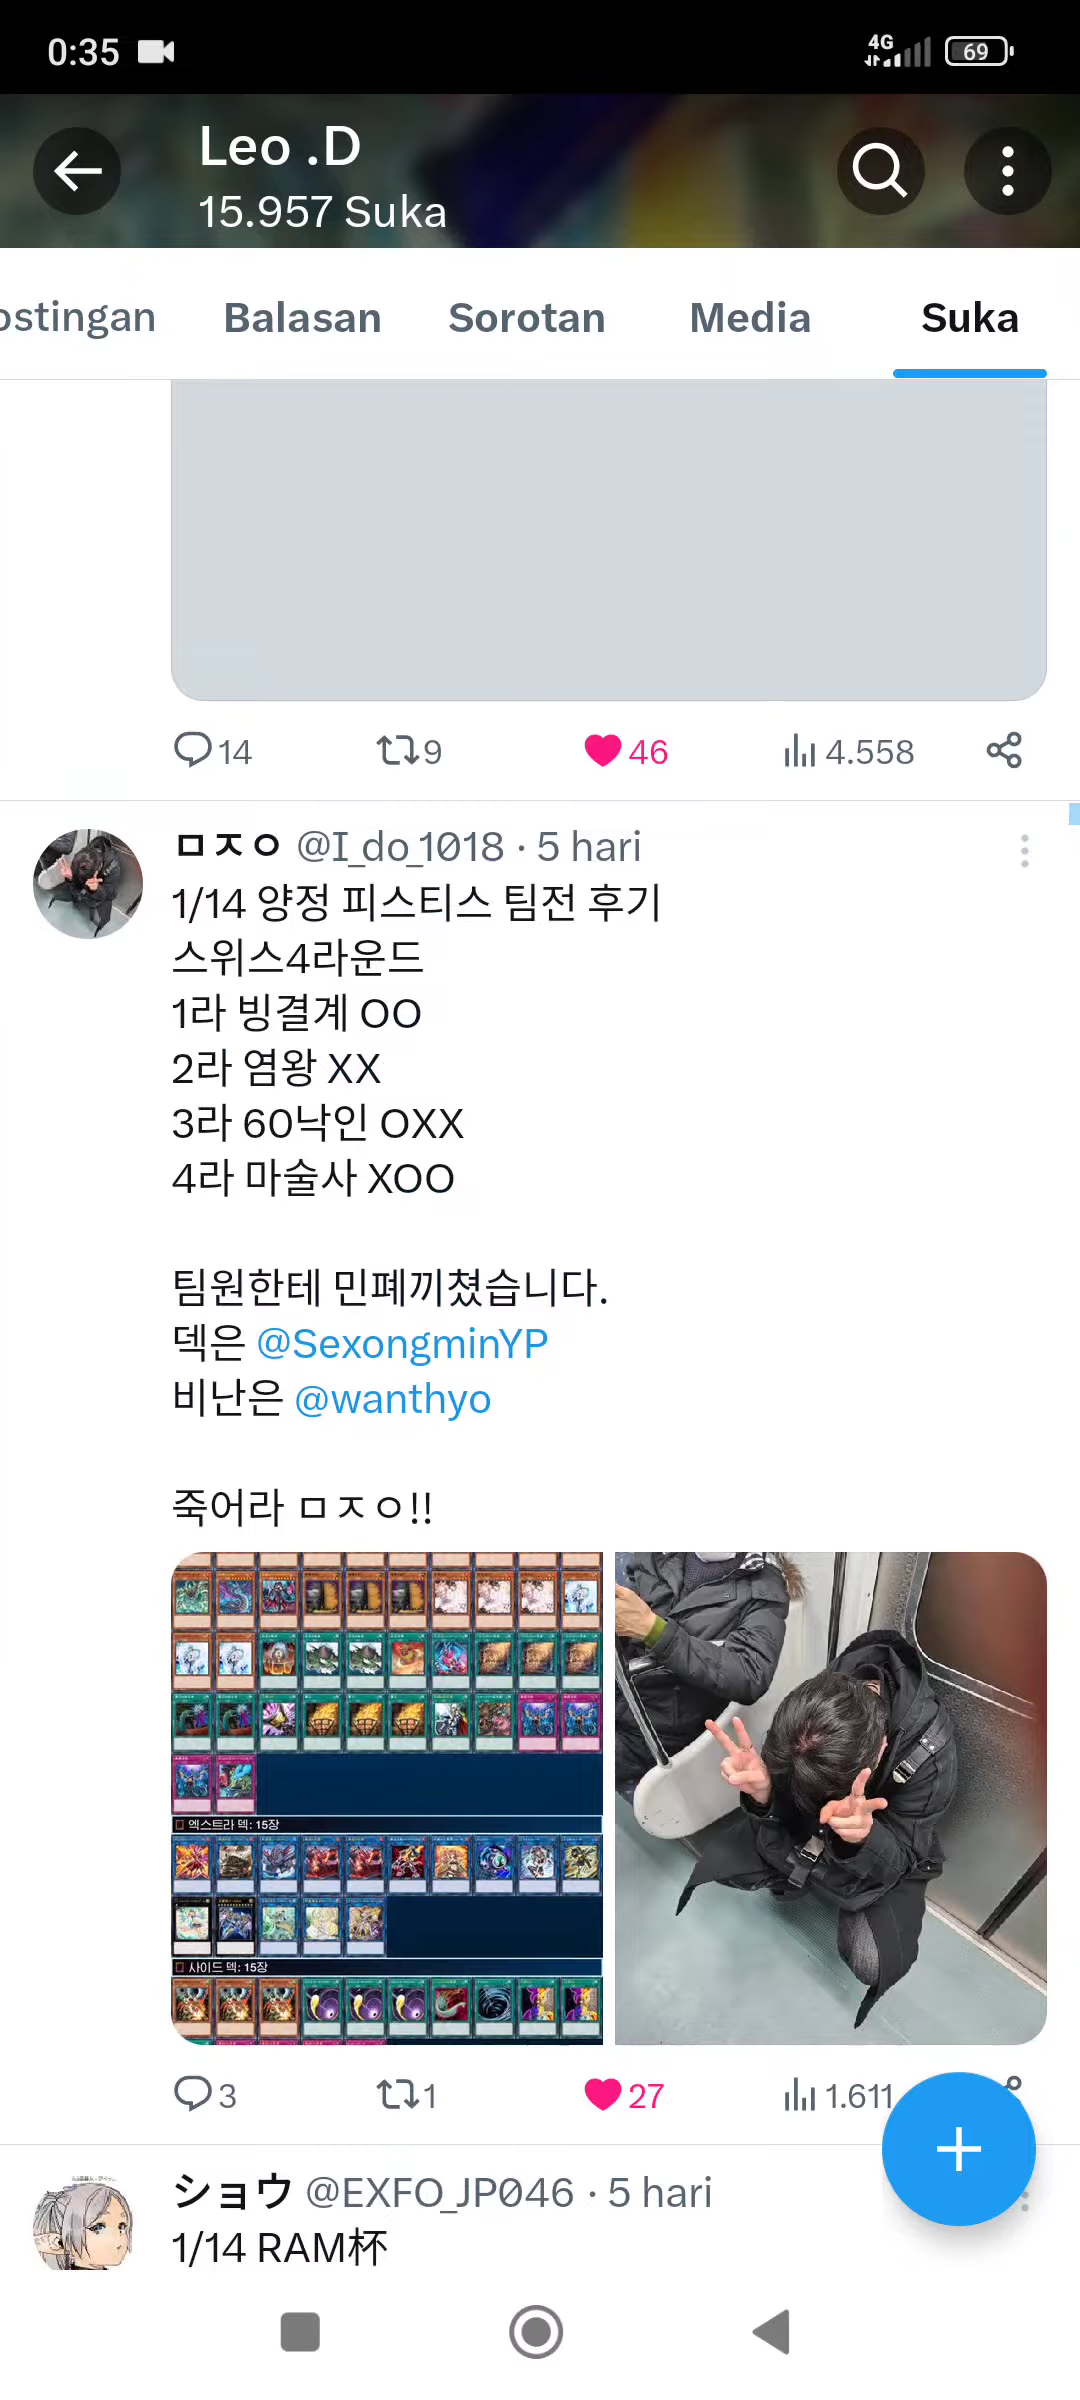 0:35
4G
69
Leo .D
15.957 Suka
ostingan Balasan Sorotan Media Suka
14 9 46 4.558
ㅁㅈㅇ @I_do_1018 · 5 hari
1/14 양정 피스티스 팀전 후기
스위스4라운드
1라 빙결계 OO
2라 염왕 XX
3라 60낙인 OXX
4라 마술사 XOO
팀원한테 민폐끼쳤습니다.
덱은 @SexongminYP
비난은 @wanthyo
죽어라 ㅁㅈㅇ!!
엑스트라 덱: 15장
사이드 덱: 15장
3 1 27 1.611
ショウ @EXFO_JP046 · 5 hari
1/14 RAM杯